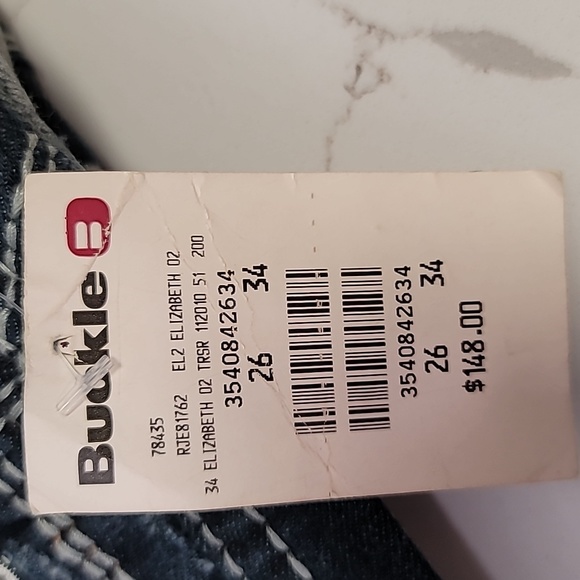 Buckle B
78435
RJE81762 EL2 ELIZABETH 02
34 ELIZABETH 02 TRSR 112010 51 200
3540842634
26 34
3540842634
26 34
$148.00